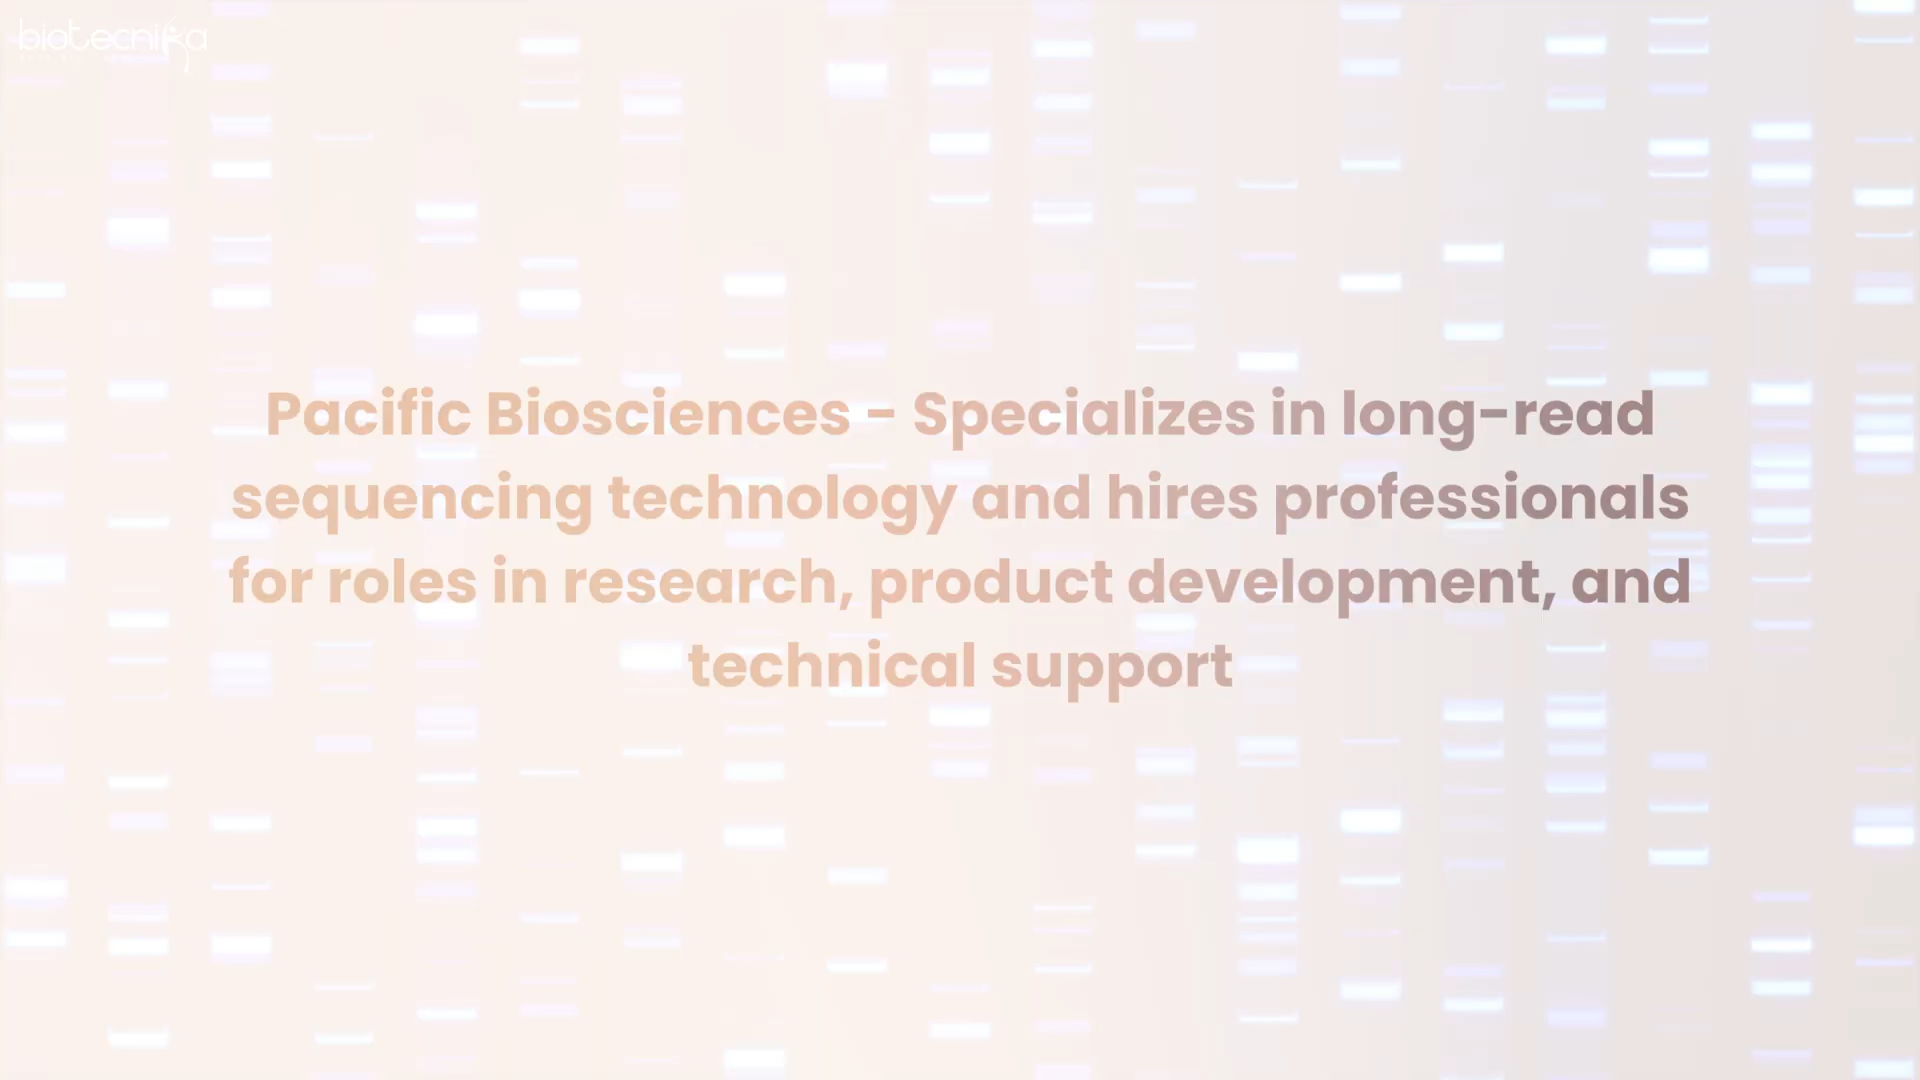 biotecnika
Pacific Biosciences - Specializes in long-read
sequencing technology and hires professionals
for roles in research, product development, and
technical support